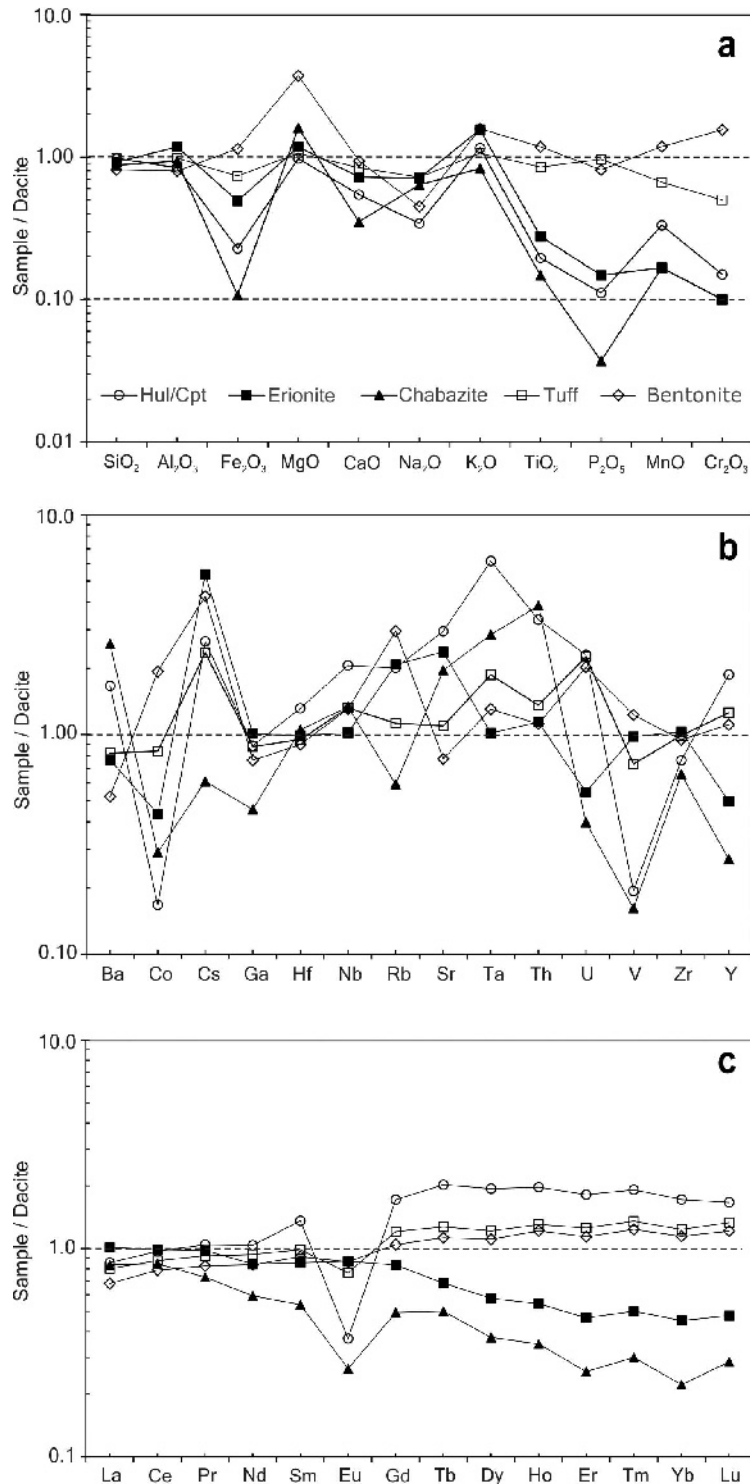 a
10.0
1.00
0.10
0.01
Sample / Dacite
Hul/Cpt Erionite Chabazite Tuff Bentonite
SiO₂ Al₂O₃ Fe₂O₃ MgO CaO Na₂O K₂O TiO₂ P₂O₅ MnO Cr₂O₃
b
10.0
1.00
0.10
Sample / Dacite
Ba Co Cs Ga Hf Nb Rb Sr Ta Th U V Zr Y
c
10.0
1.0
0.1
Sample / Dacite
La Ce Pr Nd Sm Eu Gd Tb Dy Ho Er Tm Yb Lu